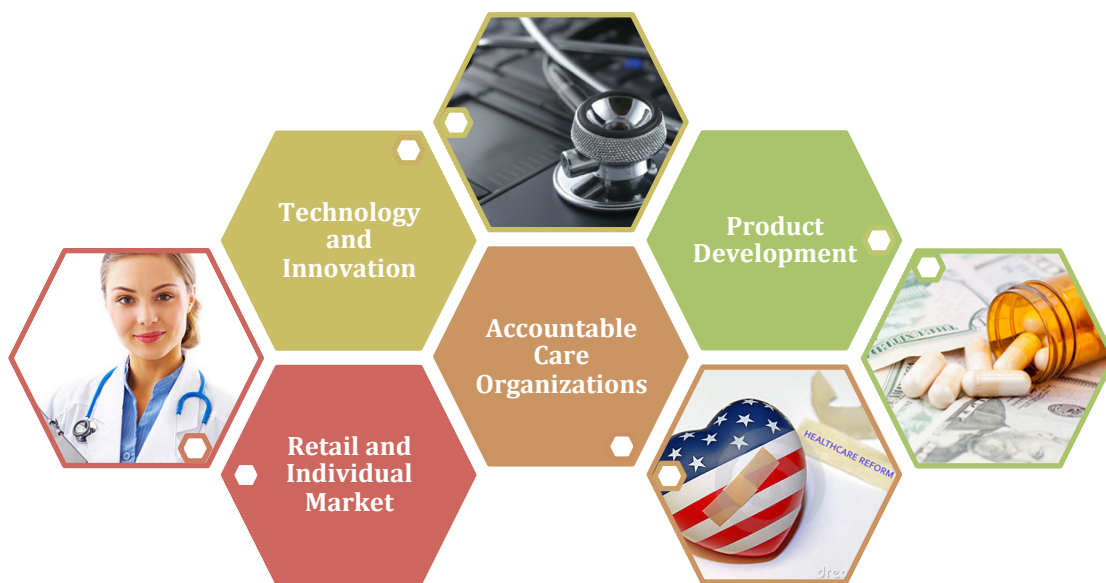 Technology
and
Innovation
Product
Development
Accountable
Care
Organizations
Retail and
Individual
Market
HEALTHCARE REFORM